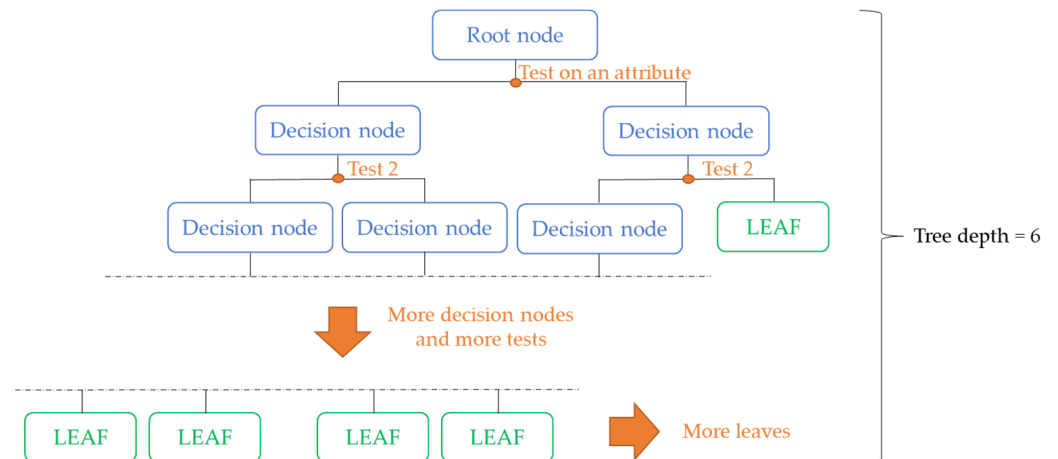 Root node
Test on an attribute
Decision node
Decision node
Test 2
Test 2
Decision node
Decision node
Decision node
LEAF
Tree depth = 6
More decision nodes
and more tests
LEAF
LEAF
LEAF
LEAF
More leaves